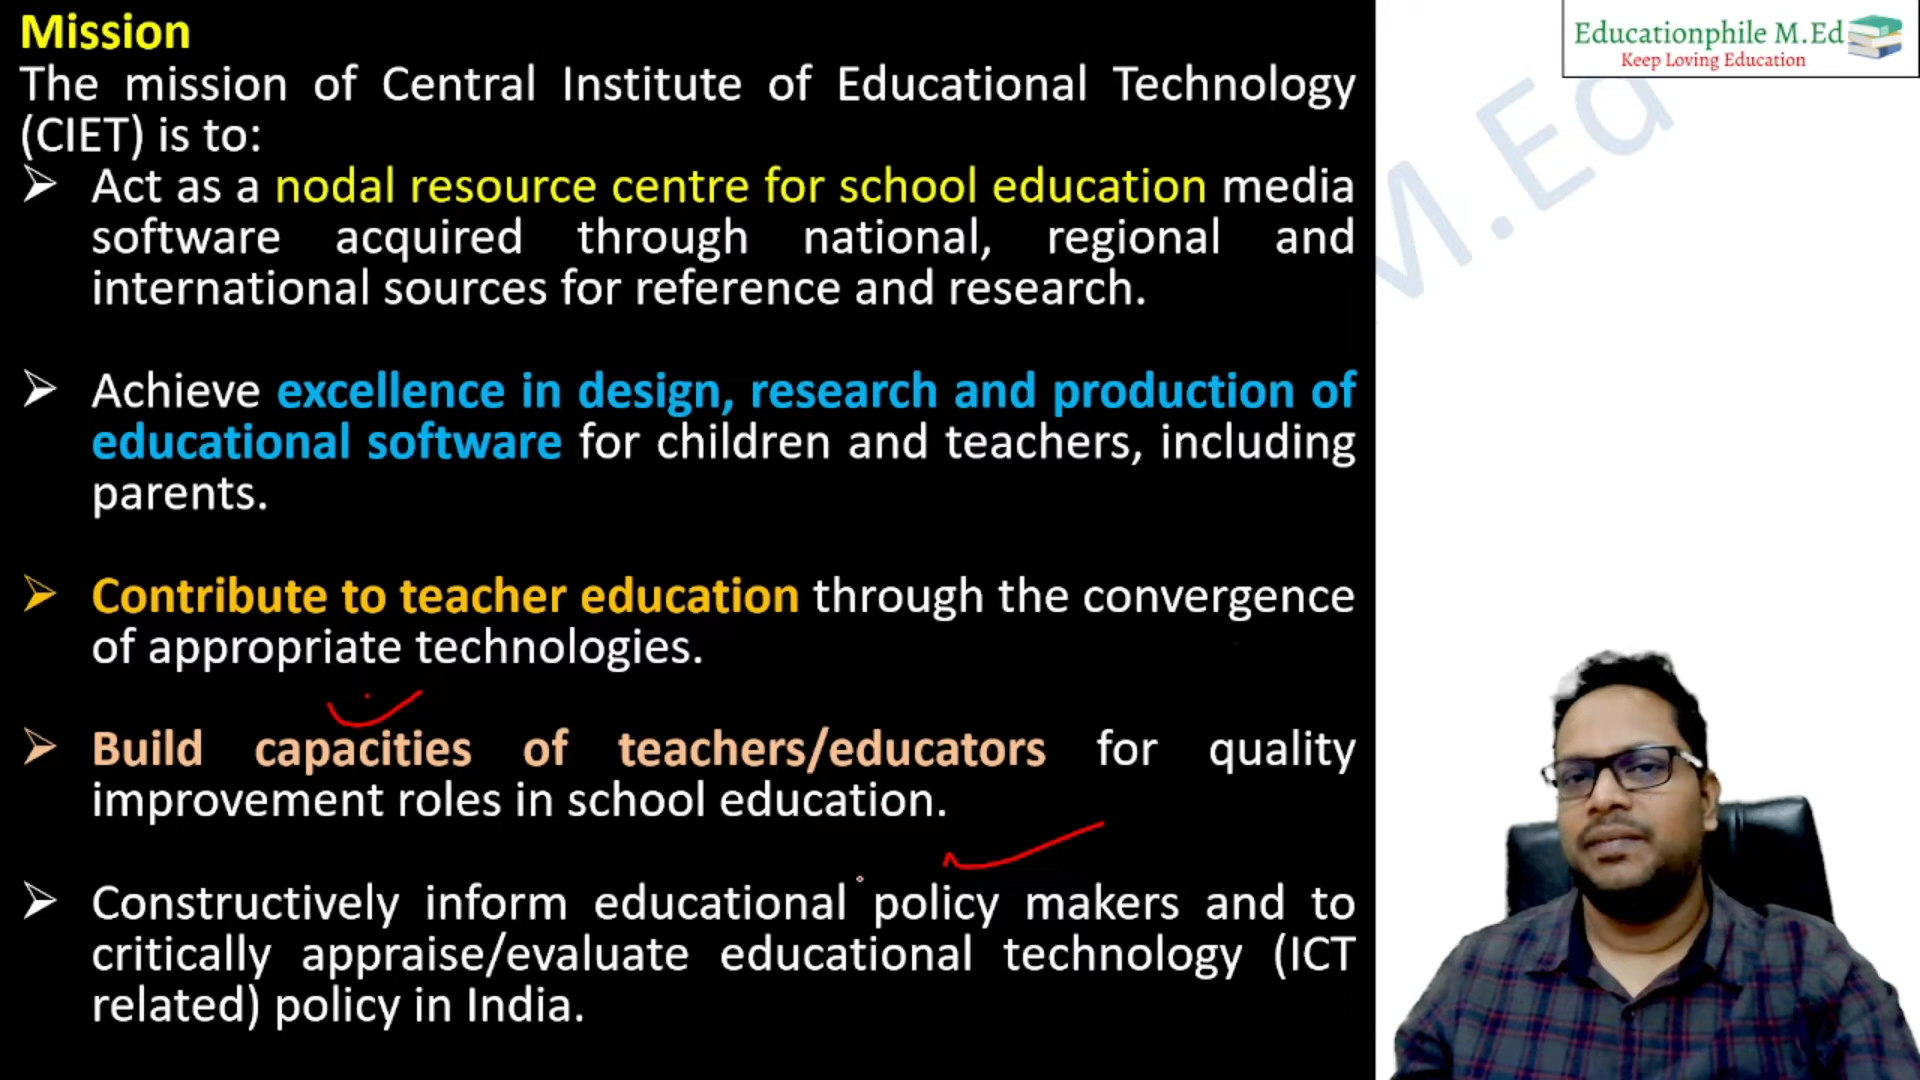 Mission
The mission of Central Institute of Educational Technology
(CIET) is to:
➢ Act as a nodal resource centre for school education media
software acquired through national, regional and
international sources for reference and research.
➢ Achieve excellence in design, research and production of
educational software for children and teachers, including
parents.
➢ Contribute to teacher education through the convergence
of appropriate technologies.
➢ Build capacities of teachers/educators for quality
improvement roles in school education.
➢ Constructively inform educational policy makers and to
critically appraise/evaluate educational technology (ICT
related) policy in India.
Educationphile M.Ed
Keep Loving Education
M.Ed